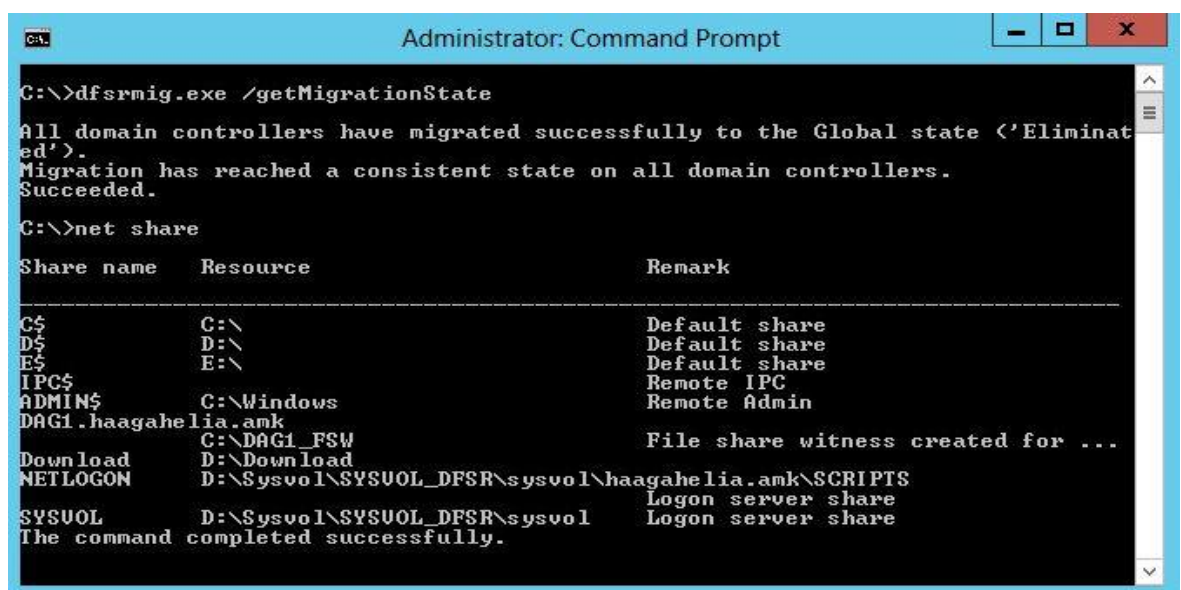 Administrator: Command Prompt
C:\>dfsrmig.exe /getMigrationState
All domain controllers have migrated successfully to the Global state ('Eliminat
ed').
Migration has reached a consistent state on all domain controllers.
Succeeded.
C:\>net share
Share name   Resource                        Remark
-------------------------------------------------------------------------------
C$           C:\                             Default share
D$           D:\                             Default share
E$           E:\                             Default share
IPC$                                         Remote IPC
ADMIN$       C:\Windows                      Remote Admin
DAG1.haagahelia.amk
             C:\DAG1_FSW                     File share witness created for ...
Download     D:\Download
NETLOGON     D:\Sysvol\SYSVOL_DFSR\sysvol\haagahelia.amk\SCRIPTS
                                             Logon server share
SYSVOL       D:\Sysvol\SYSVOL_DFSR\sysvol    Logon server share
The command completed successfully.